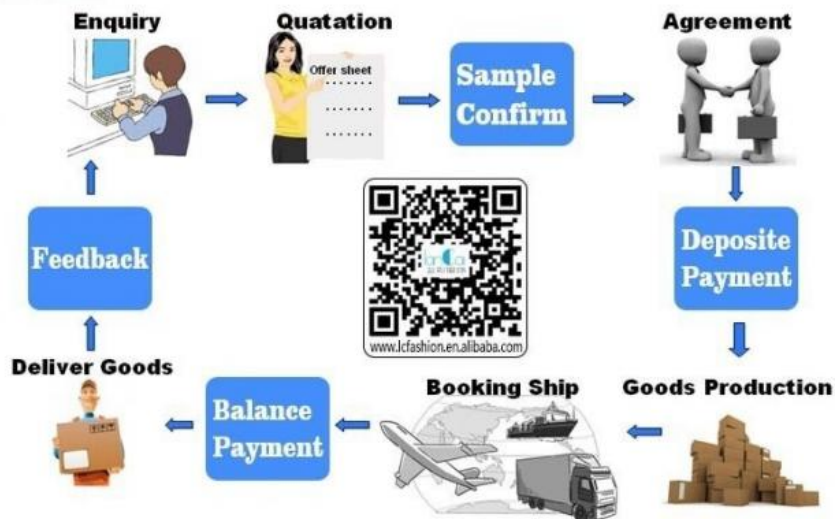 Enquiry
Quatation
Agreement
Offer sheet
Sample
Confirm
Feedback
Deposite
Payment
www.lcfashion.en.alibaba.com
Deliver Goods
Balance
Payment
Booking Ship
Goods Production